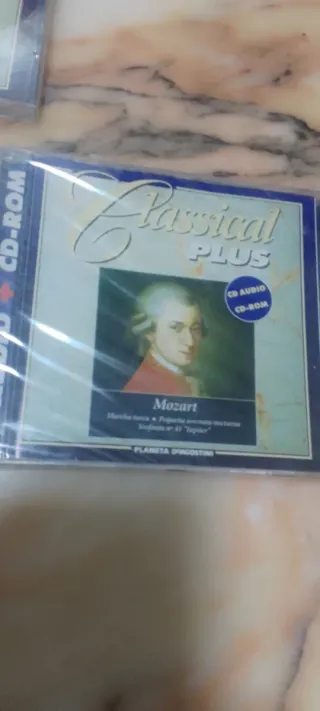 Classical
PLUS
CD AUDIO
CD-ROM
Mozart
Marcha turca • Pequeña serenata nocturna
Sinfonía nº 41 "Júpiter"
PLANETA DeAGOSTINI
AUDIO + CD-ROM